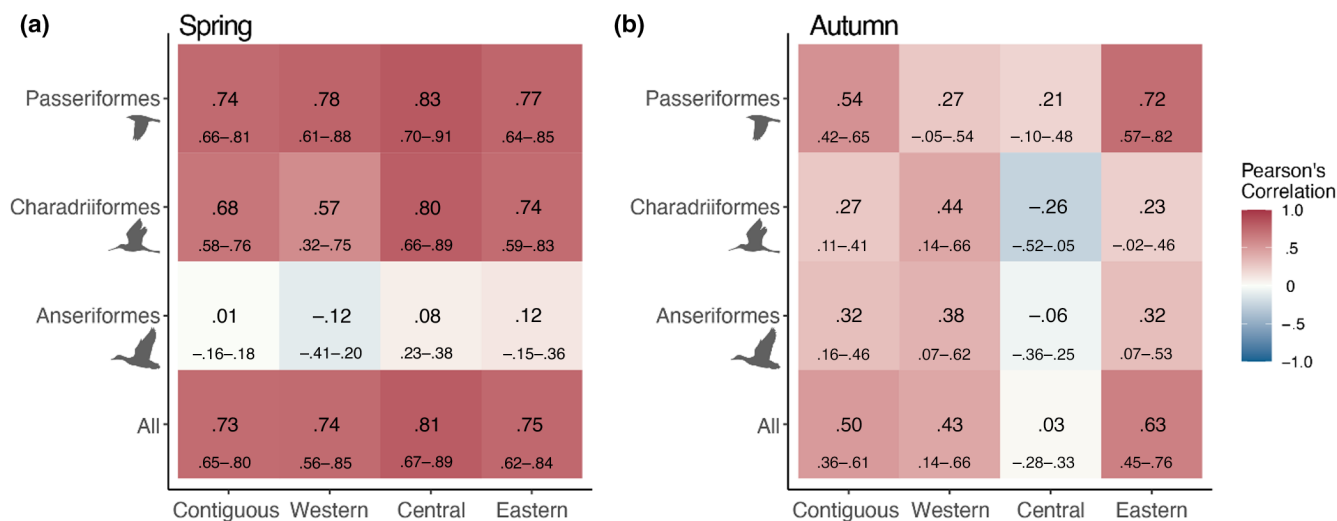 (a) Spring
Passeriformes .74 .78 .83 .77
.66–.81 .61–.88 .70–.91 .64–.85
Charadriiformes .68 .57 .80 .74
.58–.76 .32–.75 .66–.89 .59–.83
Anseriformes .01 –.12 .08 .12
–.16–.18 –.41–.20 .23–.38 –.15–.36
All .73 .74 .81 .75
.65–.80 .56–.85 .67–.89 .62–.84
Contiguous Western Central Eastern
(b) Autumn
Passeriformes .54 .27 .21 .72
.42–.65 –.05–.54 –.10–.48 .57–.82
Charadriiformes .27 .44 –.26 .23
.11–.41 .14–.66 –.52–.05 –.02–.46
Anseriformes .32 .38 –.06 .32
.16–.46 .07–.62 –.36–.25 .07–.53
All .50 .43 .03 .63
.36–.61 .14–.66 –.28–.33 .45–.76
Contiguous Western Central Eastern
Pearson's
Correlation
1.0
.5
0
–.5
–1.0